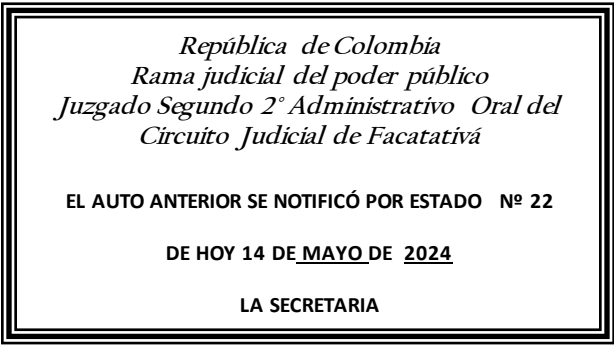 República de Colombia
Rama judicial del poder público
Juzgado Segundo 2° Administrativo Oral del
Circuito Judicial de Facatativá
EL AUTO ANTERIOR SE NOTIFICÓ POR ESTADO Nº 22
DE HOY 14 DE MAYO DE 2024
LA SECRETARIA